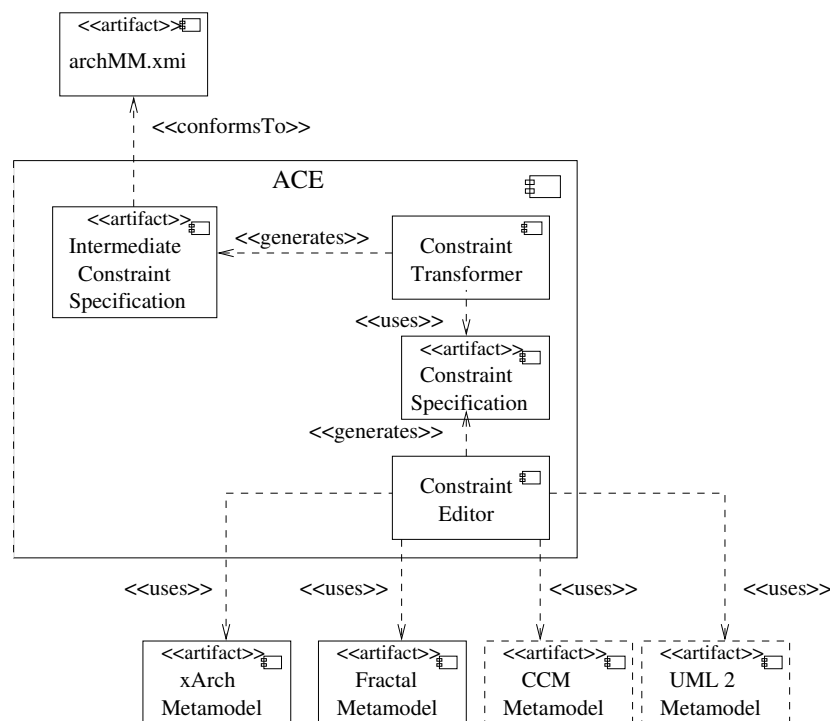 <<artifact>>
archMM.xmi
<<conformsTo>>
ACE
<<artifact>>
Intermediate
Constraint
Specification
<<generates>>
Constraint
Transformer
<<uses>>
<<artifact>>
Constraint
Specification
<<generates>>
Constraint
Editor
<<uses>>
<<uses>>
<<uses>>
<<uses>>
<<artifact>>
xArch
Metamodel
<<artifact>>
Fractal
Metamodel
<<artifact>>
CCM
Metamodel
<<artifact>>
UML 2
Metamodel